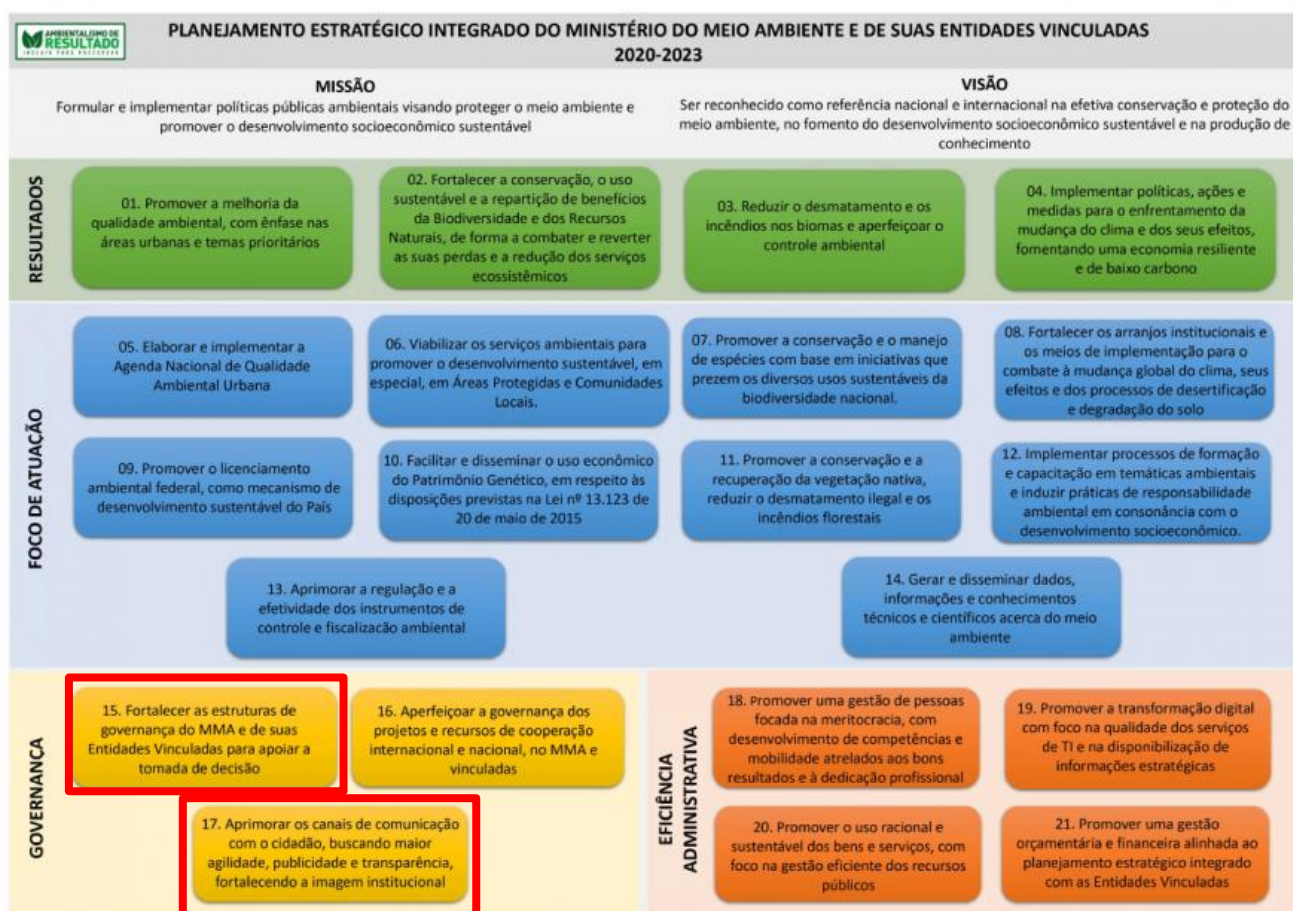 AMBIENTALISMO DE
RESULTADO
PLANEJAMENTO ESTRATÉGICO INTEGRADO DO MINISTÉRIO DO MEIO AMBIENTE E DE SUAS ENTIDADES VINCULADAS
2020-2023
MISSÃO
Formular e implementar políticas públicas ambientais visando proteger o meio ambiente e
promover o desenvolvimento socioeconômico sustentável
VISÃO
Ser reconhecido como referência nacional e internacional na efetiva conservação e proteção do
meio ambiente, no fomento do desenvolvimento socioeconômico sustentável e na produção de
conhecimento
RESULTADOS
01. Promover a melhoria da
qualidade ambiental, com ênfase nas
áreas urbanas e temas prioritários
02. Fortalecer a conservação, o uso
sustentável e a repartição de benefícios
da Biodiversidade e dos Recursos
Naturais, de forma a combater e reverter
as suas perdas e a redução dos serviços
ecossistêmicos
03. Reduzir o desmatamento e os
incêndios nos biomas e aperfeiçoar o
controle ambiental
04. Implementar políticas, ações e
medidas para o enfrentamento da
mudança do clima e dos seus efeitos,
fomentando uma economia resiliente
e de baixo carbono
FOCO DE ATUAÇÃO
05. Elaborar e implementar a
Agenda Nacional de Qualidade
Ambiental Urbana
06. Viabilizar os serviços ambientais para
promover o desenvolvimento sustentável, em
especial, em Áreas Protegidas e Comunidades
Locais.
07. Promover a conservação e o manejo
de espécies com base em iniciativas que
prezem os diversos usos sustentáveis da
biodiversidade nacional.
08. Fortalecer os arranjos institucionais e
os meios de implementação para o
combate à mudança global do clima, seus
efeitos e dos processos de desertificação
e degradação do solo
09. Promover o licenciamento
ambiental federal, como mecanismo de
desenvolvimento sustentável do País
10. Facilitar e disseminar o uso econômico
do Patrimônio Genético, em respeito às
disposições previstas na Lei nº 13.123 de
20 de maio de 2015
11. Promover a conservação e a
recuperação da vegetação nativa,
reduzir o desmatamento ilegal e os
incêndios florestais
12. Implementar processos de formação
e capacitação em temáticas ambientais
e induzir práticas de responsabilidade
ambiental em consonância com o
desenvolvimento socioeconômico.
13. Aprimorar a regulação e a
efetividade dos instrumentos de
controle e fiscalização ambiental
14. Gerar e disseminar dados,
informações e conhecimentos
técnicos e científicos acerca do meio
ambiente
GOVERNANÇA
15. Fortalecer as estruturas de
governança do MMA e de suas
Entidades Vinculadas para apoiar a
tomada de decisão
16. Aperfeiçoar a governança dos
projetos e recursos de cooperação
internacional e nacional, no MMA e
vinculadas
17. Aprimorar os canais de comunicação
com o cidadão, buscando maior
agilidade, publicidade e transparência,
fortalecendo a imagem institucional
EFICIÊNCIA
ADMINISTRATIVA
18. Promover uma gestão de pessoas
focada na meritocracia, com
desenvolvimento de competências e
mobilidade atrelados aos bons
resultados e à dedicação profissional
19. Promover a transformação digital
com foco na qualidade dos serviços
de TI e na disponibilização de
informações estratégicas
20. Promover o uso racional e
sustentável dos bens e serviços, com
foco na gestão eficiente dos recursos
públicos
21. Promover uma gestão
orçamentária e financeira alinhada ao
planejamento estratégico integrado
com as Entidades Vinculadas